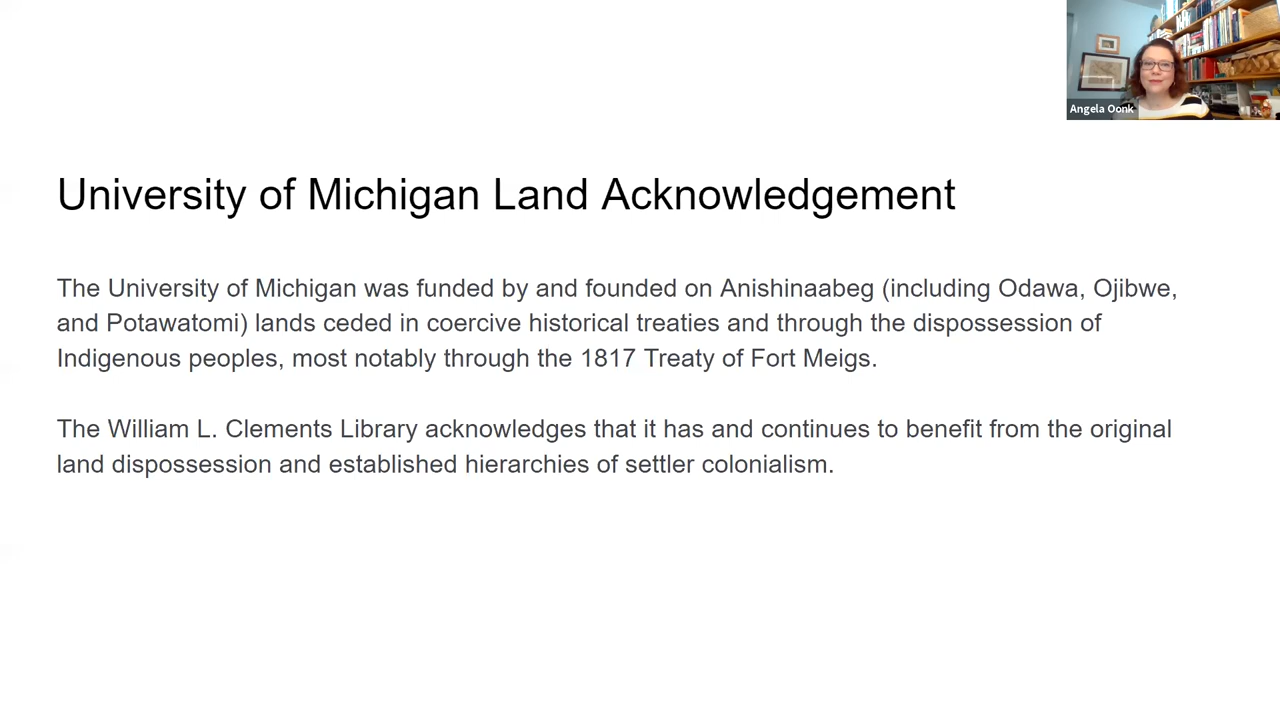 Angela Oonk
University of Michigan Land Acknowledgement
The University of Michigan was funded by and founded on Anishinaabeg (including Odawa, Ojibwe,
and Potawatomi) lands ceded in coercive historical treaties and through the dispossession of
Indigenous peoples, most notably through the 1817 Treaty of Fort Meigs.
The William L. Clements Library acknowledges that it has and continues to benefit from the original
land dispossession and established hierarchies of settler colonialism.